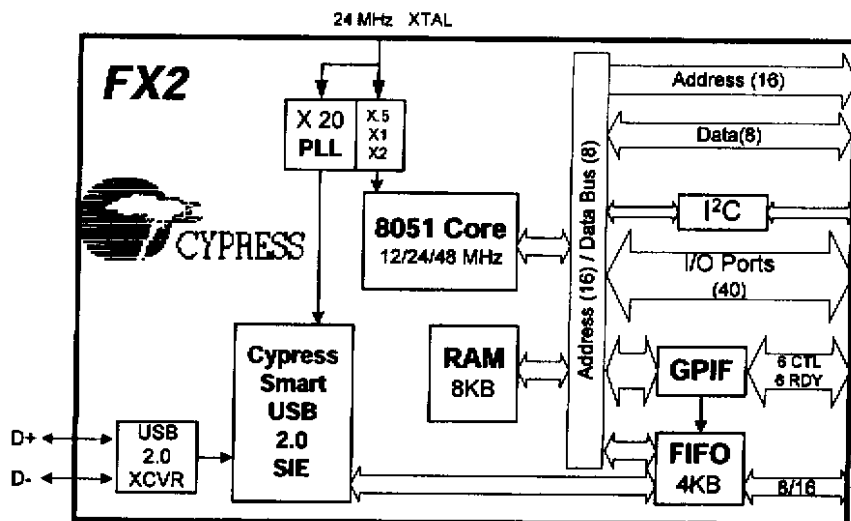 24 MHz XTAL
FX2
X 20
PLL
X.5
X1
X2
CYPRESS
8051 Core
12/24/48 MHz
Address (16) / Data Bus (8)
Address (16)
Data(8)
I²C
I/O Ports
(40)
Cypress
Smart
USB
2.0
SIE
RAM
8KB
GPIF
6 CTL
6 RDY
D+
D-
USB
2.0
XCVR
FIFO
4KB
8/16